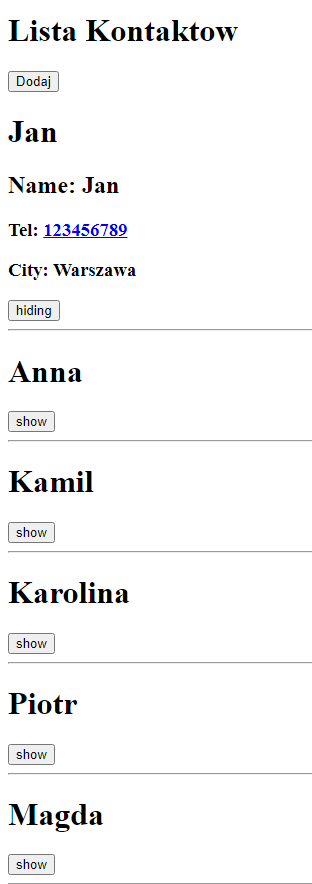 Lista Kontaktow
Dodaj
Jan
Name: Jan
Tel: 123456789
City: Warszawa
hiding
Anna
show
Kamil
show
Karolina
show
Piotr
show
Magda
show